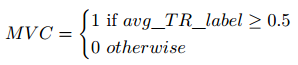 MVC = { 1 if avg_TR_label ≥ 0.5
0 otherwise